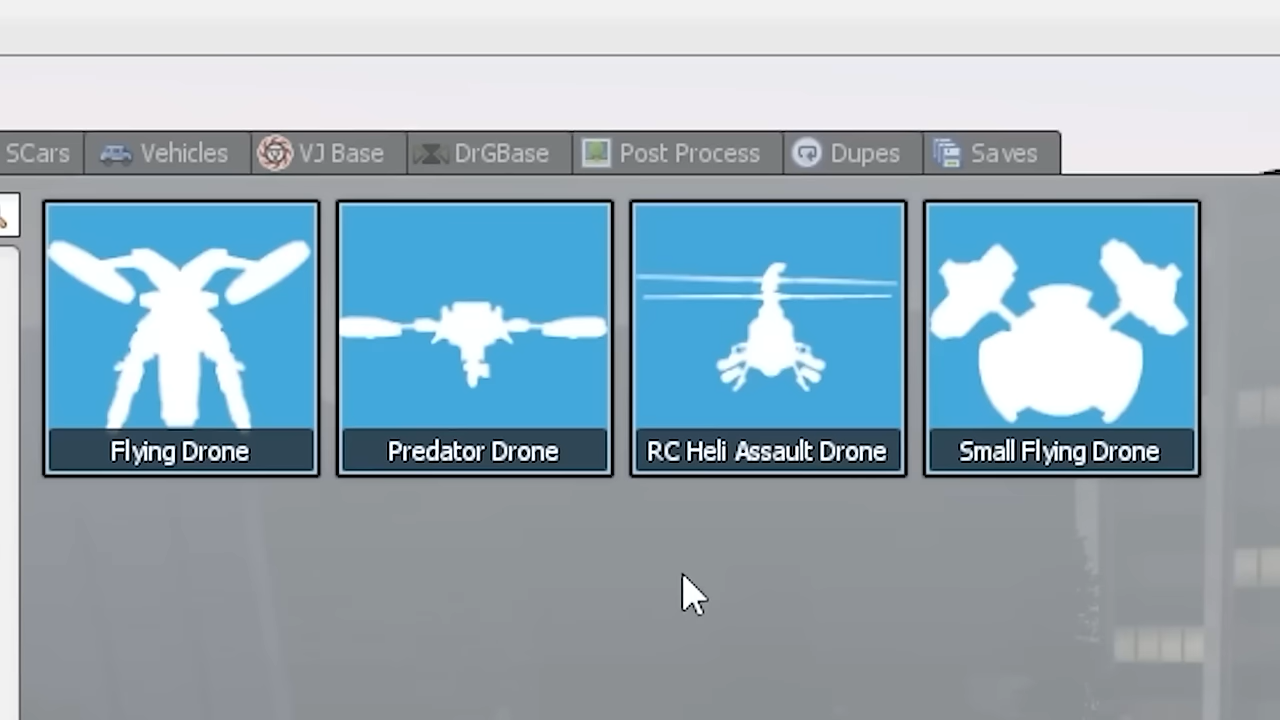 SCars
Vehicles
VJ Base
DrGBase
Post Process
Dupes
Saves
Flying Drone
Predator Drone
RC Heli Assault Drone
Small Flying Drone